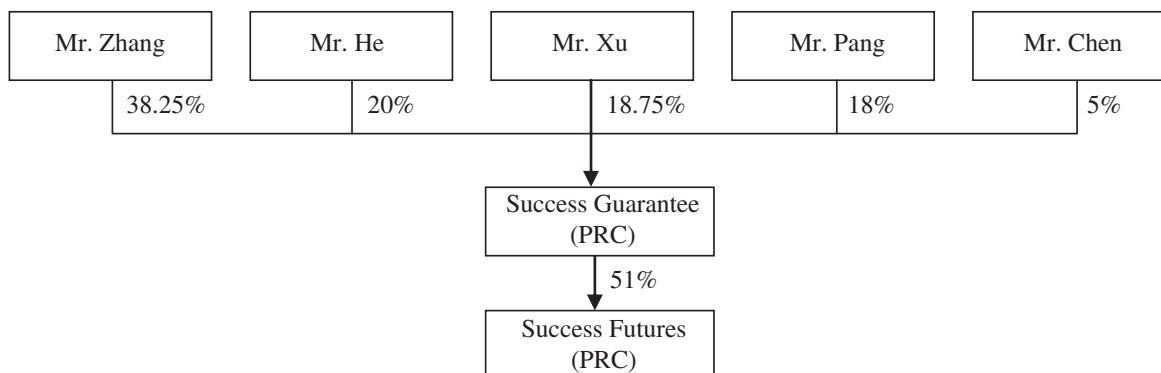 Mr. Zhang
Mr. He
Mr. Xu
Mr. Pang
Mr. Chen
38.25%
20%
18.75%
18%
5%
Success Guarantee
(PRC)
51%
Success Futures
(PRC)